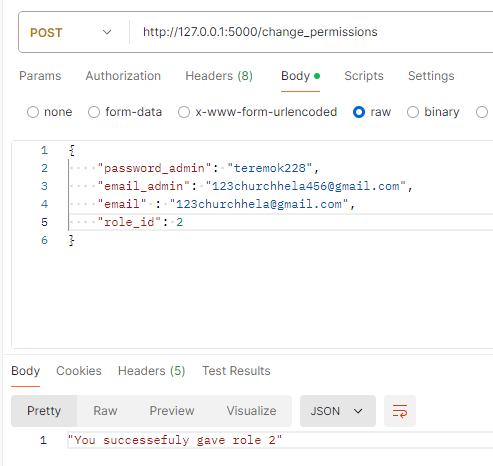 POST http://127.0.0.1:5000/change_permissions
Params Authorization Headers (8) Body Scripts Settings
none form-data x-www-form-urlencoded raw binary
1 {
2 "password_admin": "teremok228",
3 "email_admin": "123churchhela456@gmail.com",
4 "email" : "123churchhela@gmail.com",
5 "role_id": 2
6 }
Body Cookies Headers (5) Test Results
Pretty Raw Preview Visualize JSON
1 "You successefuly gave role 2"